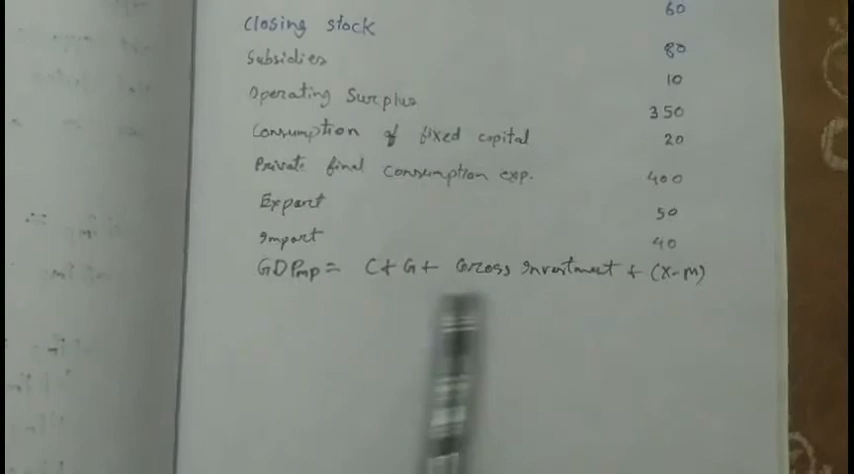 60
Closing stock 80
Subsidies 10
Operating Surplus 350
Consumption of fixed capital 20
Private final consumption exp. 400
Export 50
Import 40
GDPmp = C+ G+ Gross Investment + (X-M)